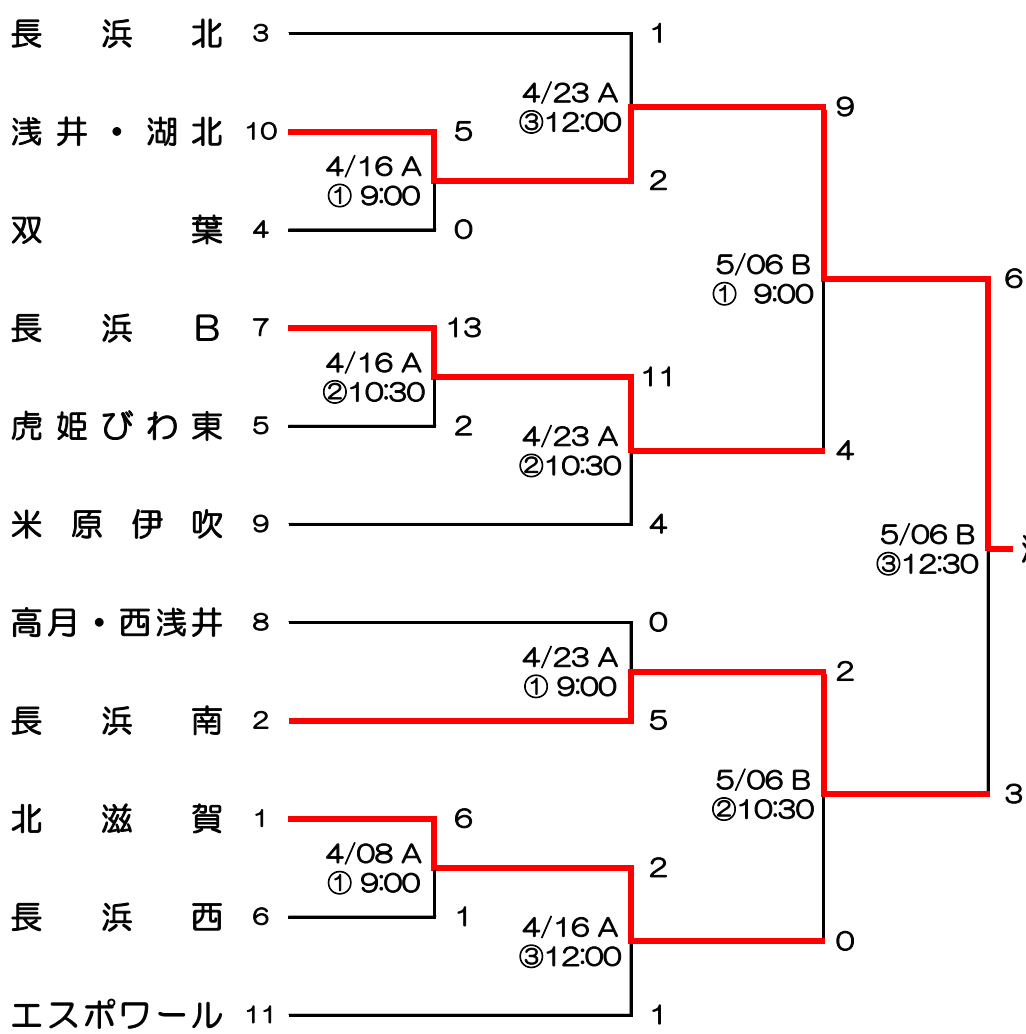 長浜北 3 1
4/23 A
③12:00
9
浅井・湖北 10 5
4/16 A
① 9:00
2
双葉 4 0
5/06 B
① 9:00
6
長浜B 7 13
4/16 A
②10:30
11
虎姫びわ東 5 2
4/23 A
②10:30
4
米原伊吹 9 4
5/06 B
③12:30
高月・西浅井 8 0
4/23 A
① 9:00
2
長浜南 2 5
5/06 B
②10:30
3
北滋賀 1 6
4/08 A
① 9:00
2
長浜西 6 1
4/16 A
③12:00
0
エスポワール 11 1